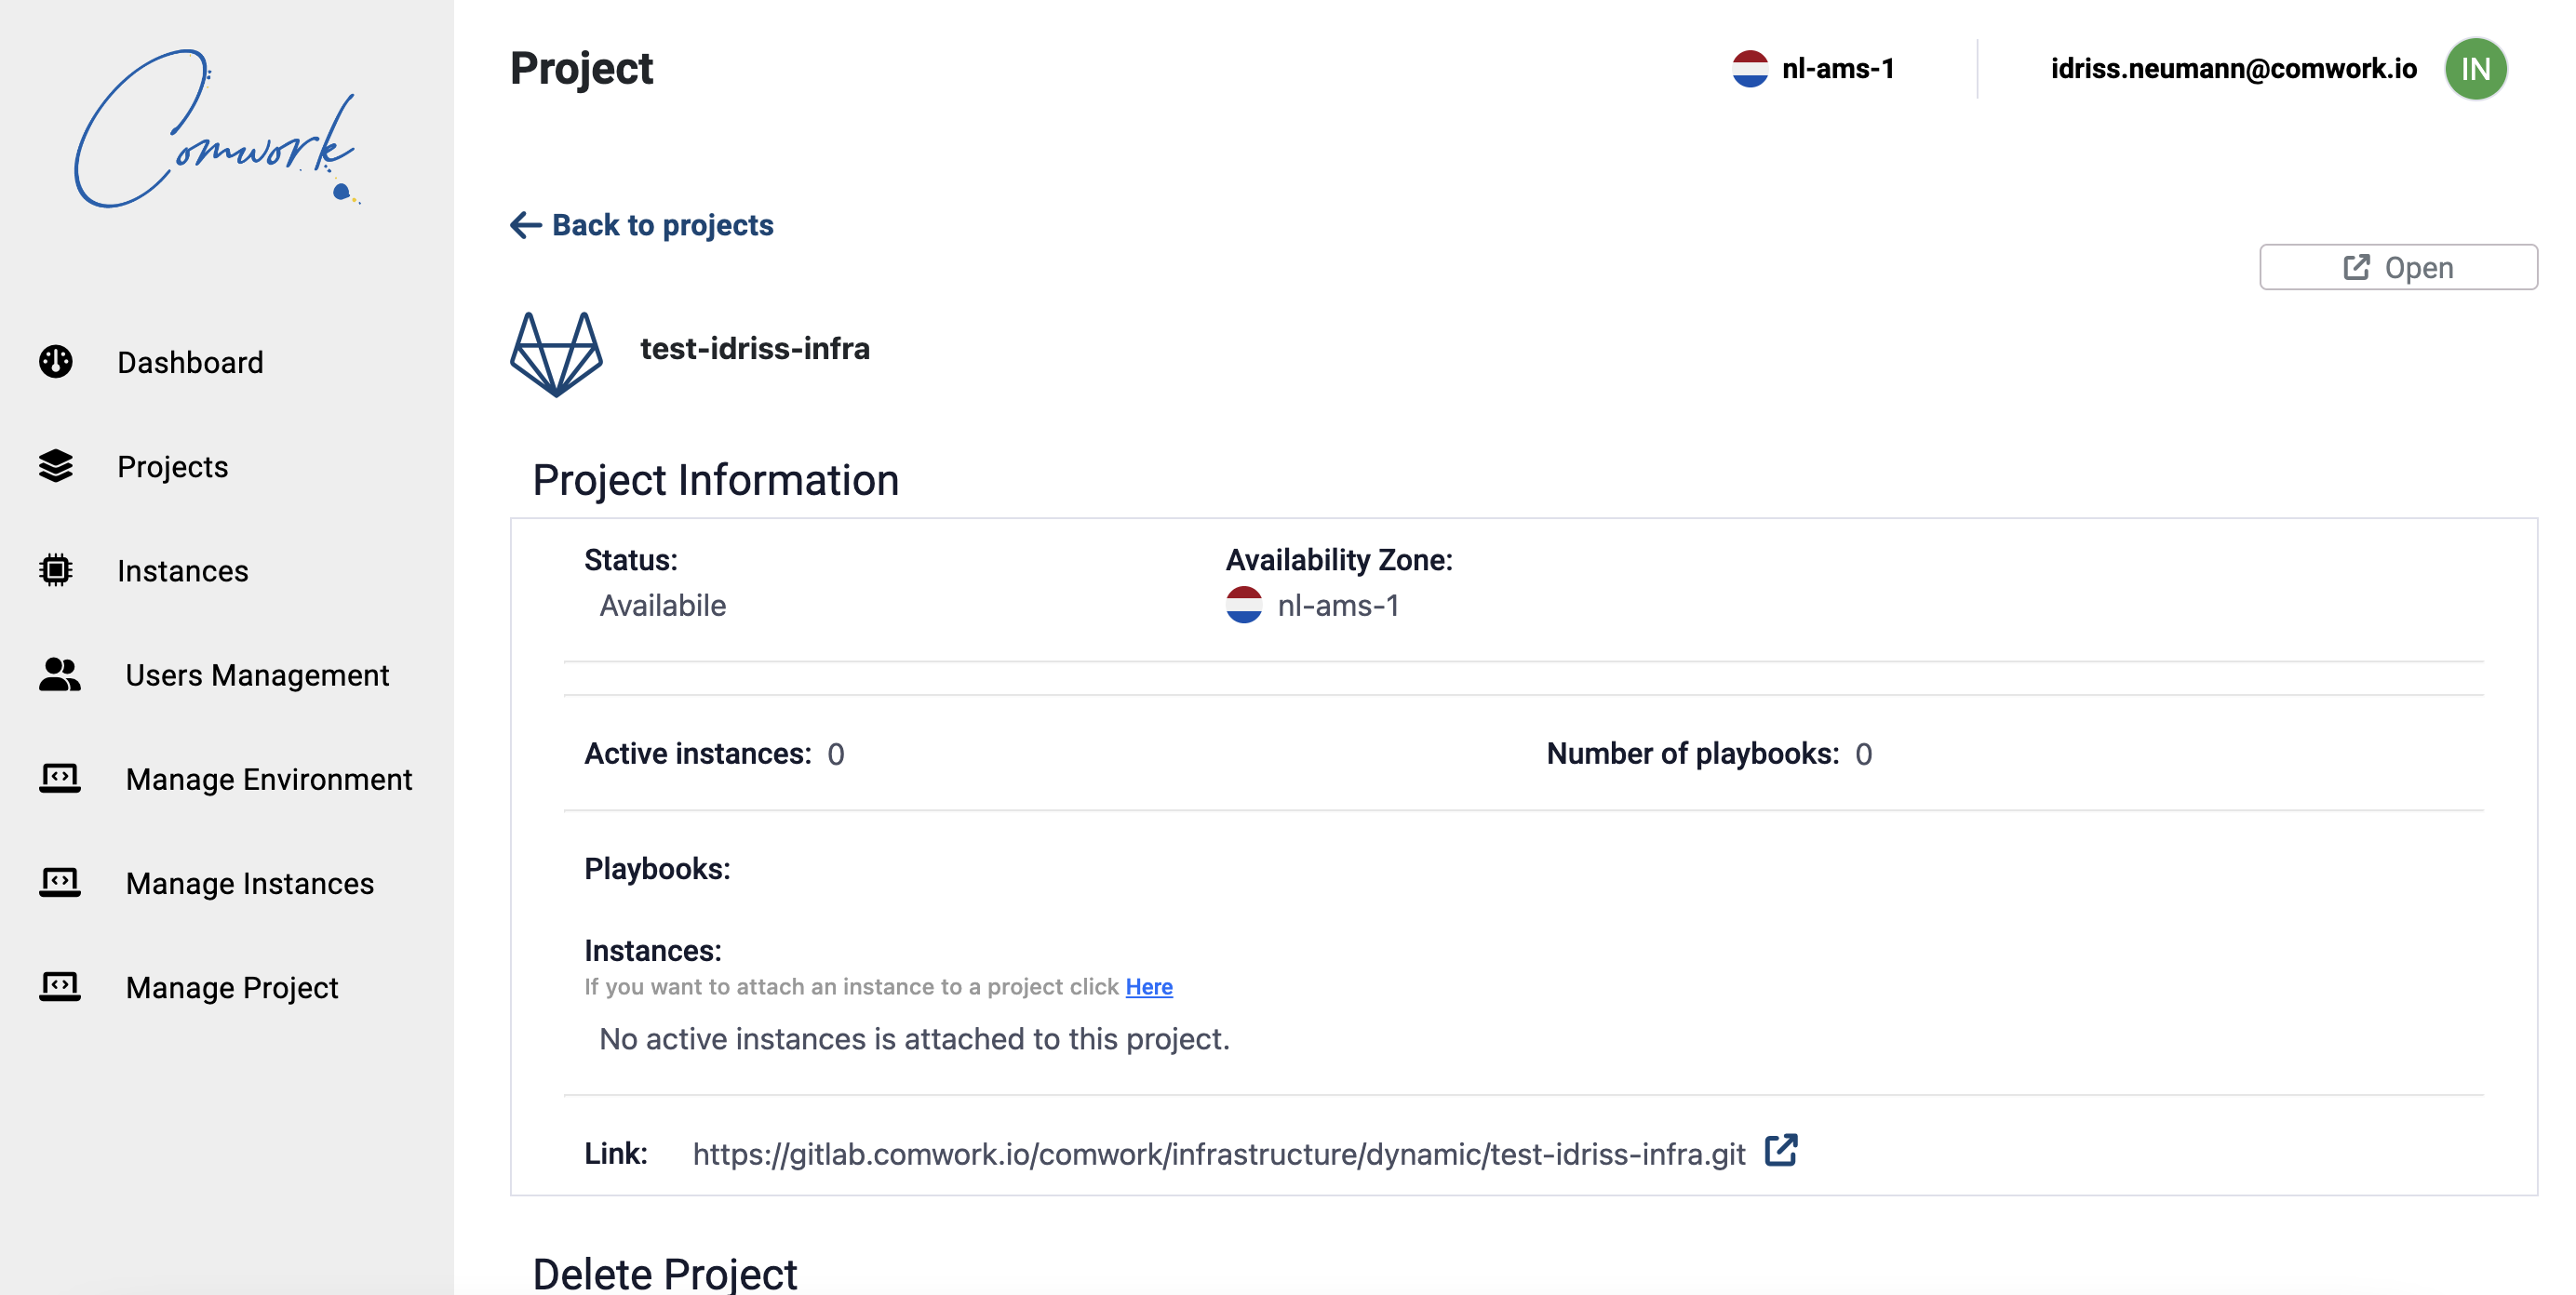 Comwork
Project
nl-ams-1
idriss.neumann@comwork.io
IN
Back to projects
Open
test-idriss-infra
Dashboard
Projects
Instances
Users Management
Manage Environment
Manage Instances
Manage Project
Project Information
Status:
Availabile
Availability Zone:
nl-ams-1
Active instances: 0
Number of playbooks: 0
Playbooks:
Instances:
If you want to attach an instance to a project click Here
No active instances is attached to this project.
Link: https://gitlab.comwork.io/comwork/infrastructure/dynamic/test-idriss-infra.git
Delete Project